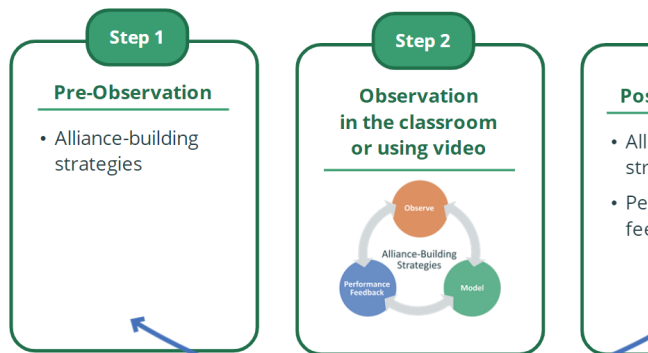 Step 1
Pre-Observation
• Alliance-building
strategies
Step 2
Observation
in the classroom
or using video
Observe
Alliance-Building
Strategies
Performance
Feedback
Model